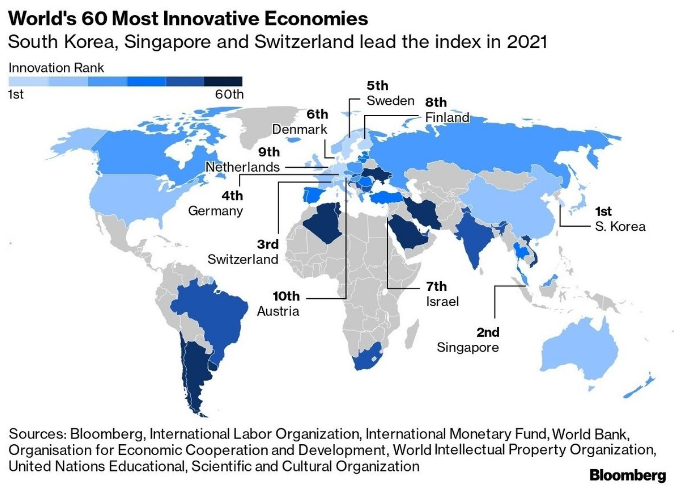 World's 60 Most Innovative Economies
South Korea, Singapore and Switzerland lead the index in 2021
Innovation Rank
1st 60th
5th
Sweden
8th
Finland
6th
Denmark
9th
Netherlands
4th
Germany
1st
S. Korea
3rd
Switzerland
10th
Austria
7th
Israel
2nd
Singapore
Sources: Bloomberg, International Labor Organization, International Monetary Fund, World Bank,
Organisation for Economic Cooperation and Development, World Intellectual Property Organization,
United Nations Educational, Scientific and Cultural Organization
Bloomberg